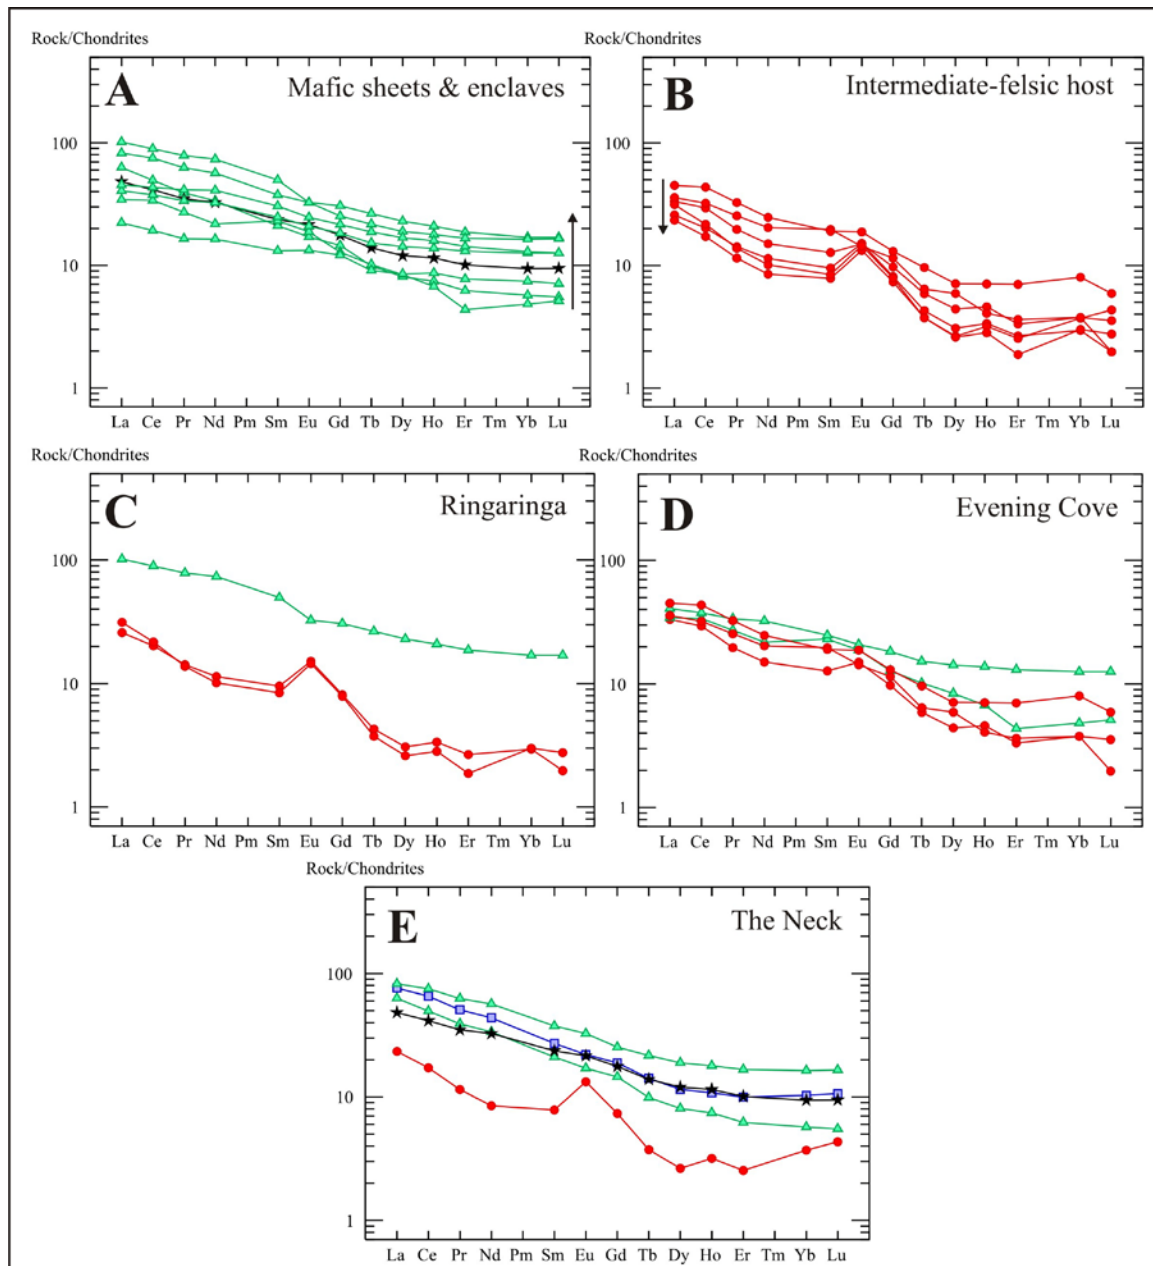 Rock/Chondrites
A
Mafic sheets & enclaves
100
10
1
La Ce Pr Nd Pm Sm Eu Gd Tb Dy Ho Er Tm Yb Lu
Rock/Chondrites
B
Intermediate-felsic host
100
10
1
La Ce Pr Nd Pm Sm Eu Gd Tb Dy Ho Er Tm Yb Lu
Rock/Chondrites
C
Ringaringa
100
10
1
La Ce Pr Nd Pm Sm Eu Gd Tb Dy Ho Er Tm Yb Lu
Rock/Chondrites
D
Evening Cove
100
10
1
La Ce Pr Nd Pm Sm Eu Gd Tb Dy Ho Er Tm Yb Lu
Rock/Chondrites
E
The Neck
100
10
1
La Ce Pr Nd Pm Sm Eu Gd Tb Dy Ho Er Tm Yb Lu